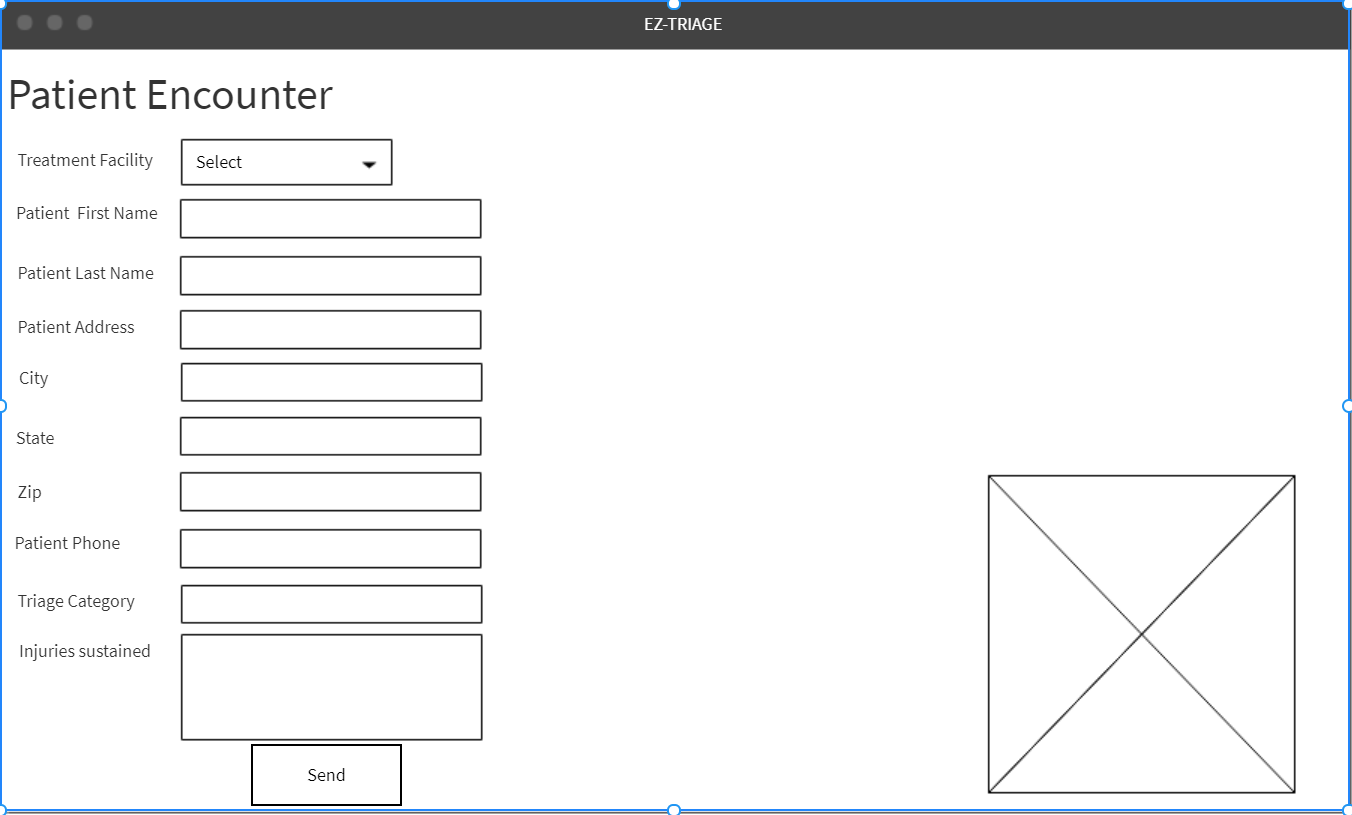 EZ-TRIAGE
Patient Encounter
Treatment Facility
Select
Patient  First Name
Patient Last Name
Patient Address
City
State
Zip
Patient Phone
Triage Category
Injuries sustained
Send